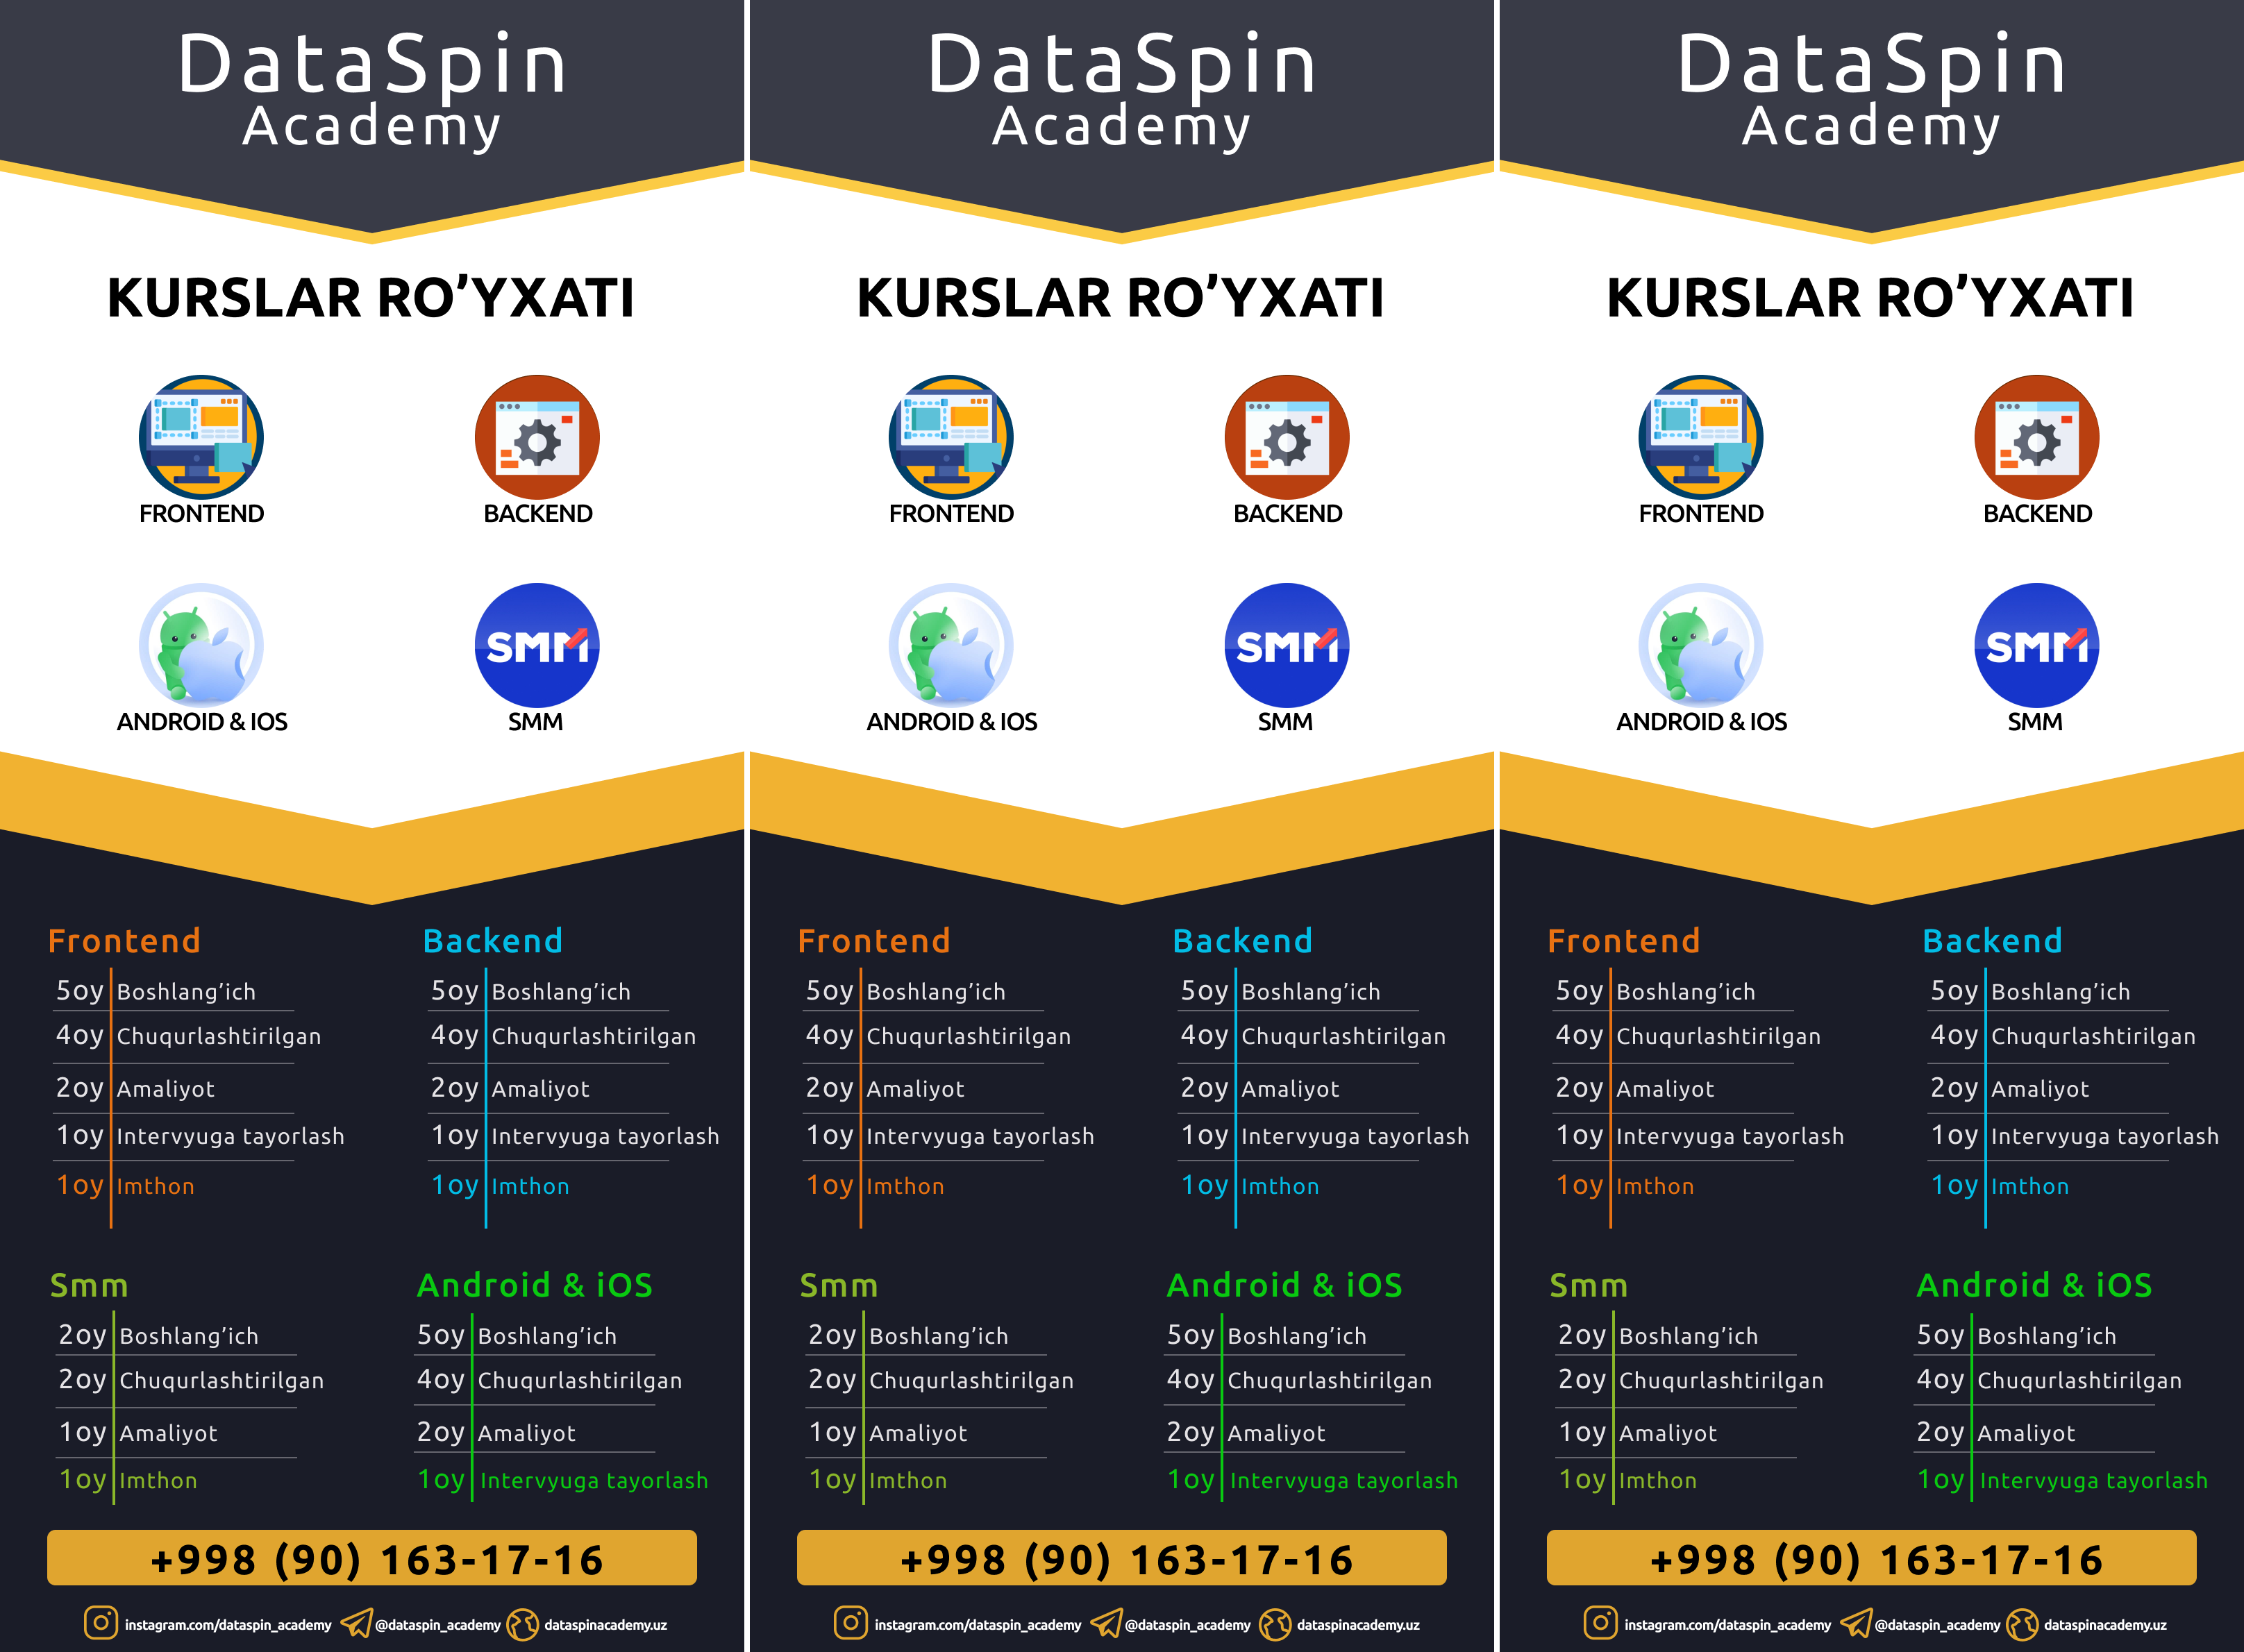 DataSpin
Academy
KURSLAR RO’YXATI
FRONTEND
BACKEND
SMM
ANDROID & IOS
SMM
Frontend
5oy Boshlang’ich
4oy Chuqurlashtirilgan
2oy Amaliyot
1oy Intervyuga tayorlash
1oy Imthon
Backend
5oy Boshlang’ich
4oy Chuqurlashtirilgan
2oy Amaliyot
1oy Intervyuga tayorlash
1oy Imthon
Smm
2oy Boshlang’ich
2oy Chuqurlashtirilgan
1oy Amaliyot
1oy Imthon
Android & iOS
5oy Boshlang’ich
4oy Chuqurlashtirilgan
2oy Amaliyot
1oy Intervyuga tayorlash
+998 (90) 163-17-16
instagram.com/dataspin_academy @dataspin_academy dataspinacademy.uz
DataSpin
Academy
KURSLAR RO’YXATI
FRONTEND
BACKEND
SMM
ANDROID & IOS
SMM
Frontend
5oy Boshlang’ich
4oy Chuqurlashtirilgan
2oy Amaliyot
1oy Intervyuga tayorlash
1oy Imthon
Backend
5oy Boshlang’ich
4oy Chuqurlashtirilgan
2oy Amaliyot
1oy Intervyuga tayorlash
1oy Imthon
Smm
2oy Boshlang’ich
2oy Chuqurlashtirilgan
1oy Amaliyot
1oy Imthon
Android & iOS
5oy Boshlang’ich
4oy Chuqurlashtirilgan
2oy Amaliyot
1oy Intervyuga tayorlash
+998 (90) 163-17-16
instagram.com/dataspin_academy @dataspin_academy dataspinacademy.uz
DataSpin
Academy
KURSLAR RO’YXATI
FRONTEND
BACKEND
SMM
ANDROID & IOS
SMM
Frontend
5oy Boshlang’ich
4oy Chuqurlashtirilgan
2oy Amaliyot
1oy Intervyuga tayorlash
1oy Imthon
Backend
5oy Boshlang’ich
4oy Chuqurlashtirilgan
2oy Amaliyot
1oy Intervyuga tayorlash
1oy Imthon
Smm
2oy Boshlang’ich
2oy Chuqurlashtirilgan
1oy Amaliyot
1oy Imthon
Android & iOS
5oy Boshlang’ich
4oy Chuqurlashtirilgan
2oy Amaliyot
1oy Intervyuga tayorlash
+998 (90) 163-17-16
instagram.com/dataspin_academy @dataspin_academy dataspinacademy.uz